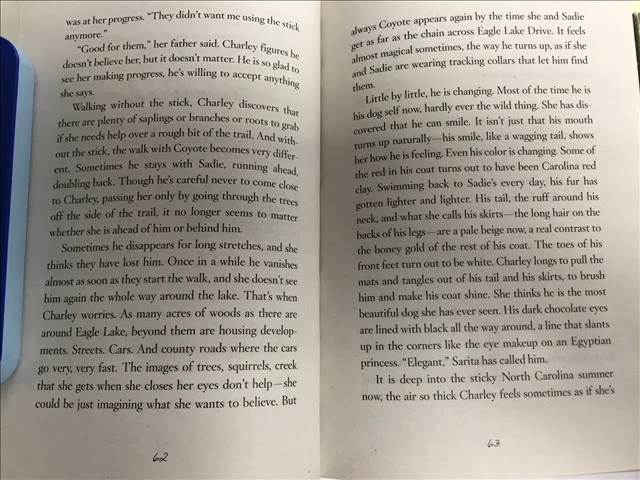 was at her progress. “They didn’t want me using the stick
anymore.”
“Good for them,” her father said. Charley figures he
doesn’t believe her, but it doesn’t matter. He is so glad to
see her making progress, he’s willing to accept anything
she says.
Walking without the stick, Charley discovers that
there are plenty of saplings or branches or roots to grab
if she needs help over a rough bit of the trail. And with-
out the stick, the walk with Coyote becomes very differ-
ent. Sometimes he stays with Sadie, running ahead,
doubling back. Though he’s careful never to come close
to Charley, passing her only by going through the trees
off the side of the trail, it no longer seems to matter
whether she is ahead of him or behind him.
Sometimes he disappears for long stretches, and she
thinks they have lost him. Once in a while he vanishes
almost as soon as they start the walk, and she doesn’t see
him again the whole way around the lake. That’s when
Charley worries. As many acres of woods as there are
around Eagle Lake, beyond them are housing develop-
ments. Streets. Cars. And county roads where the cars
go very, very fast. The images of trees, squirrels, creek
that she gets when she closes her eyes don’t help—she
could be just imagining what she wants to believe. But
62
always Coyote appears again by the time she and Sadie
get as far as the chain across Eagle Lake Drive. It feels
almost magical sometimes, the way he turns up, as if she
and Sadie are wearing tracking collars that let him find
them.
Little by little, he is changing. Most of the time he is
his dog self now, hardly ever the wild thing. She has dis-
covered that he can smile. It isn’t just that his mouth
turns up naturally—his smile, like a wagging tail, shows
her how he is feeling. Even his color is changing. Some of
the red in his coat turns out to have been Carolina red
clay. Swimming back to Sadie’s every day, his fur has
gotten lighter and lighter. His tail, the ruff around his
neck, and what she calls his skirts—the long hair on the
backs of his legs—are a pale beige now, a real contrast to
the honey gold of the rest of his coat. The toes of his
front feet turn out to be white. Charley longs to pull the
mats and tangles out of his tail and his skirts, to brush
him and make his coat shine. She thinks he is the most
beautiful dog she has ever seen. His dark chocolate eyes
are lined with black all the way around, a line that slants
up in the corners like the eye makeup on an Egyptian
princess. “Elegant,” Sarita has called him.
It is deep into the sticky North Carolina summer
now, the air so thick Charley feels sometimes as if she’s
63